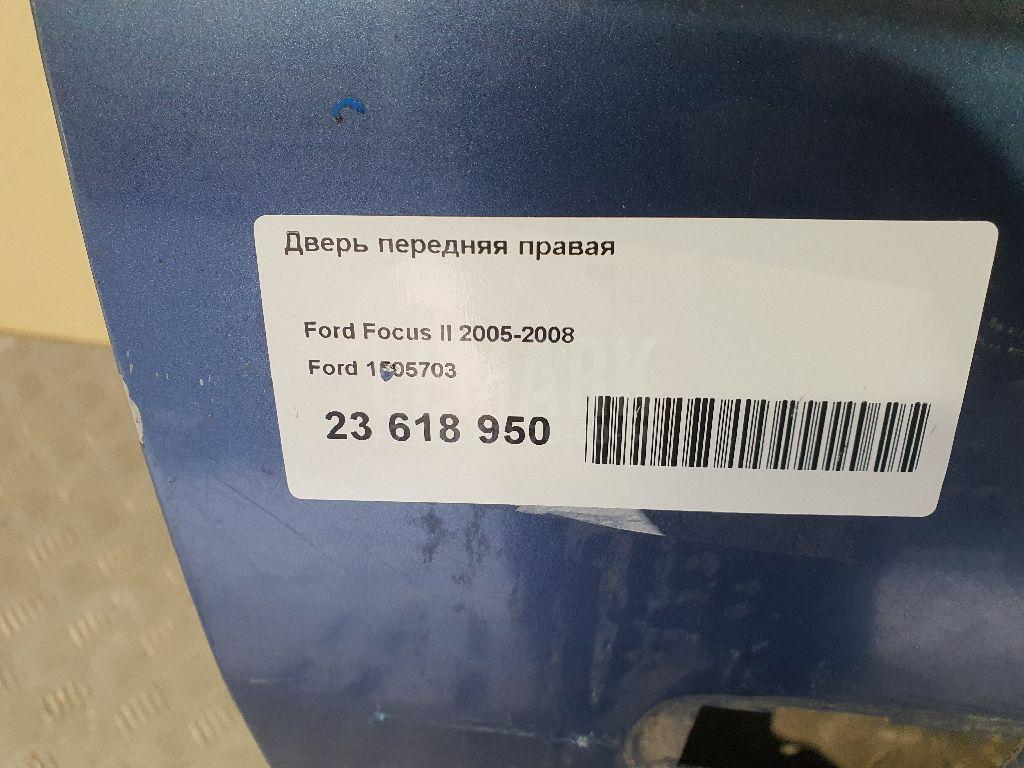 Дверь передняя правая
Ford Focus II 2005-2008
Ford 1505703
23 618 950